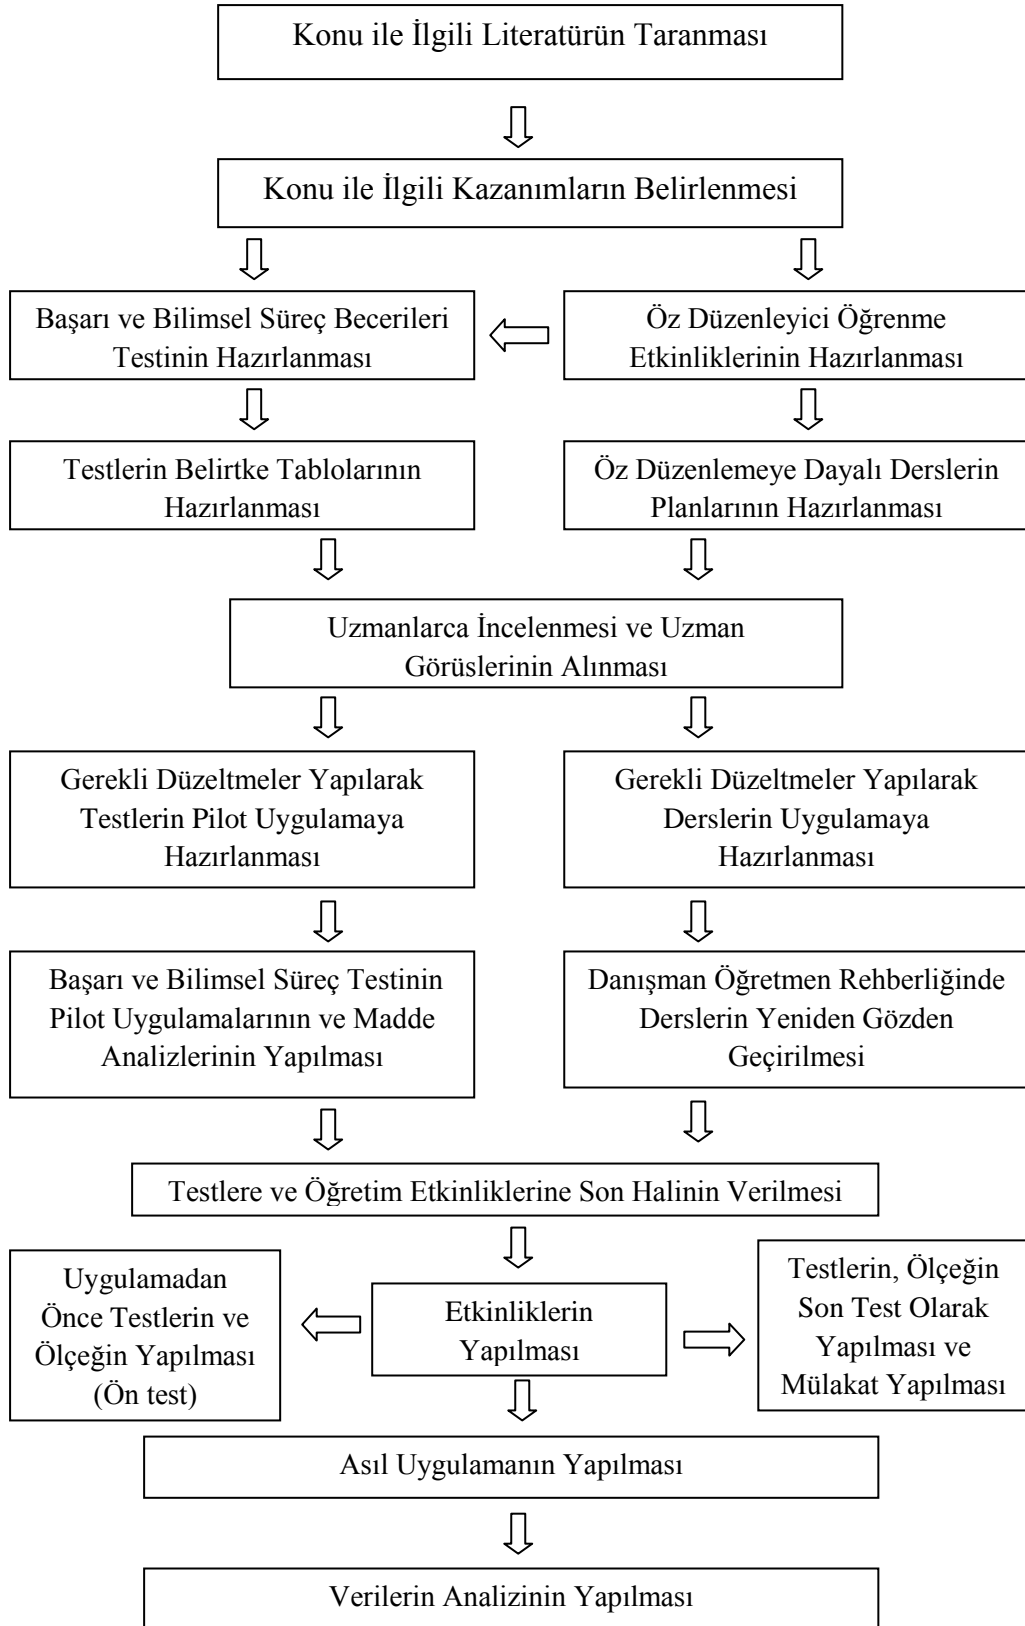 Konu ile İlgili Literatürün Taranması
Konu ile İlgili Kazanımların Belirlenmesi
Başarı ve Bilimsel Süreç Becerileri
Testinin Hazırlanması
Öz Düzenleyici Öğrenme
Etkinliklerinin Hazırlanması
Testlerin Belirtke Tablolarının
Hazırlanması
Öz Düzenlemeye Dayalı Derslerin
Planlarının Hazırlanması
Uzmanlarca İncelenmesi ve Uzman
Görüslerinin Alınması
Gerekli Düzeltmeler Yapılarak
Testlerin Pilot Uygulamaya
Hazırlanması
Gerekli Düzeltmeler Yapılarak
Derslerin Uygulamaya
Hazırlanması
Başarı ve Bilimsel Süreç Testinin
Pilot Uygulamalarının ve Madde
Analizlerinin Yapılması
Danışman Öğretmen Rehberliğinde
Derslerin Yeniden Gözden
Geçirilmesi
Testlere ve Öğretim Etkinliklerine Son Halinin Verilmesi
Uygulamadan
Önce Testlerin ve
Ölçeğin Yapılması
(Ön test)
Etkinliklerin
Yapılması
Testlerin, Ölçeğin
Son Test Olarak
Yapılması ve
Mülakat Yapılması
Asıl Uygulamanın Yapılması
Verilerin Analizinin Yapılması